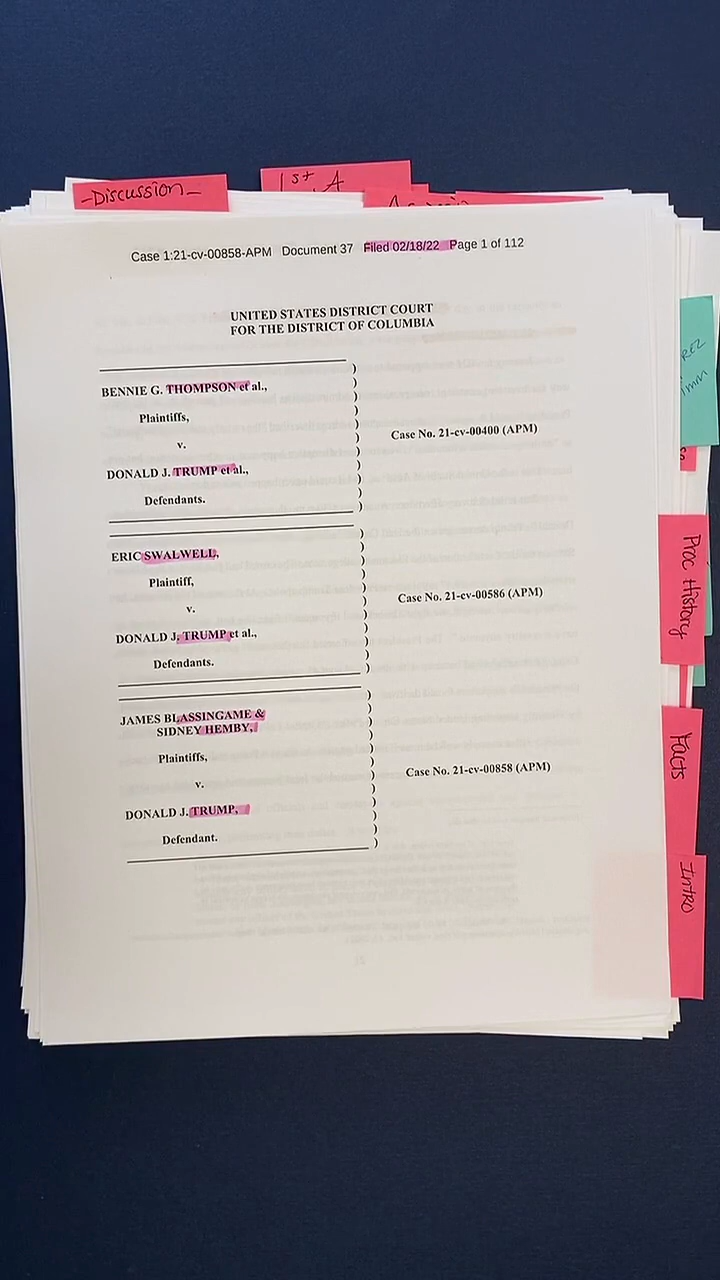 -Discussion-
1st A
Case 1:21-cv-00858-APM Document 37 Filed 02/18/22 Page 1 of 112
UNITED STATES DISTRICT COURT
FOR THE DISTRICT OF COLUMBIA
BENNIE G. THOMPSON et al.,
Plaintiffs,
v.
DONALD J. TRUMP et al.,
Defendants.
Case No. 21-cv-00400 (APM)
ERIC SWALWELL,
Plaintiff,
v.
DONALD J. TRUMP et al.,
Defendants.
Case No. 21-cv-00586 (APM)
JAMES BLASSINGAME &
SIDNEY HEMBY,
Plaintiffs,
v.
DONALD J. TRUMP,
Defendant.
Case No. 21-cv-00858 (APM)
Proc History
Facts
Intro